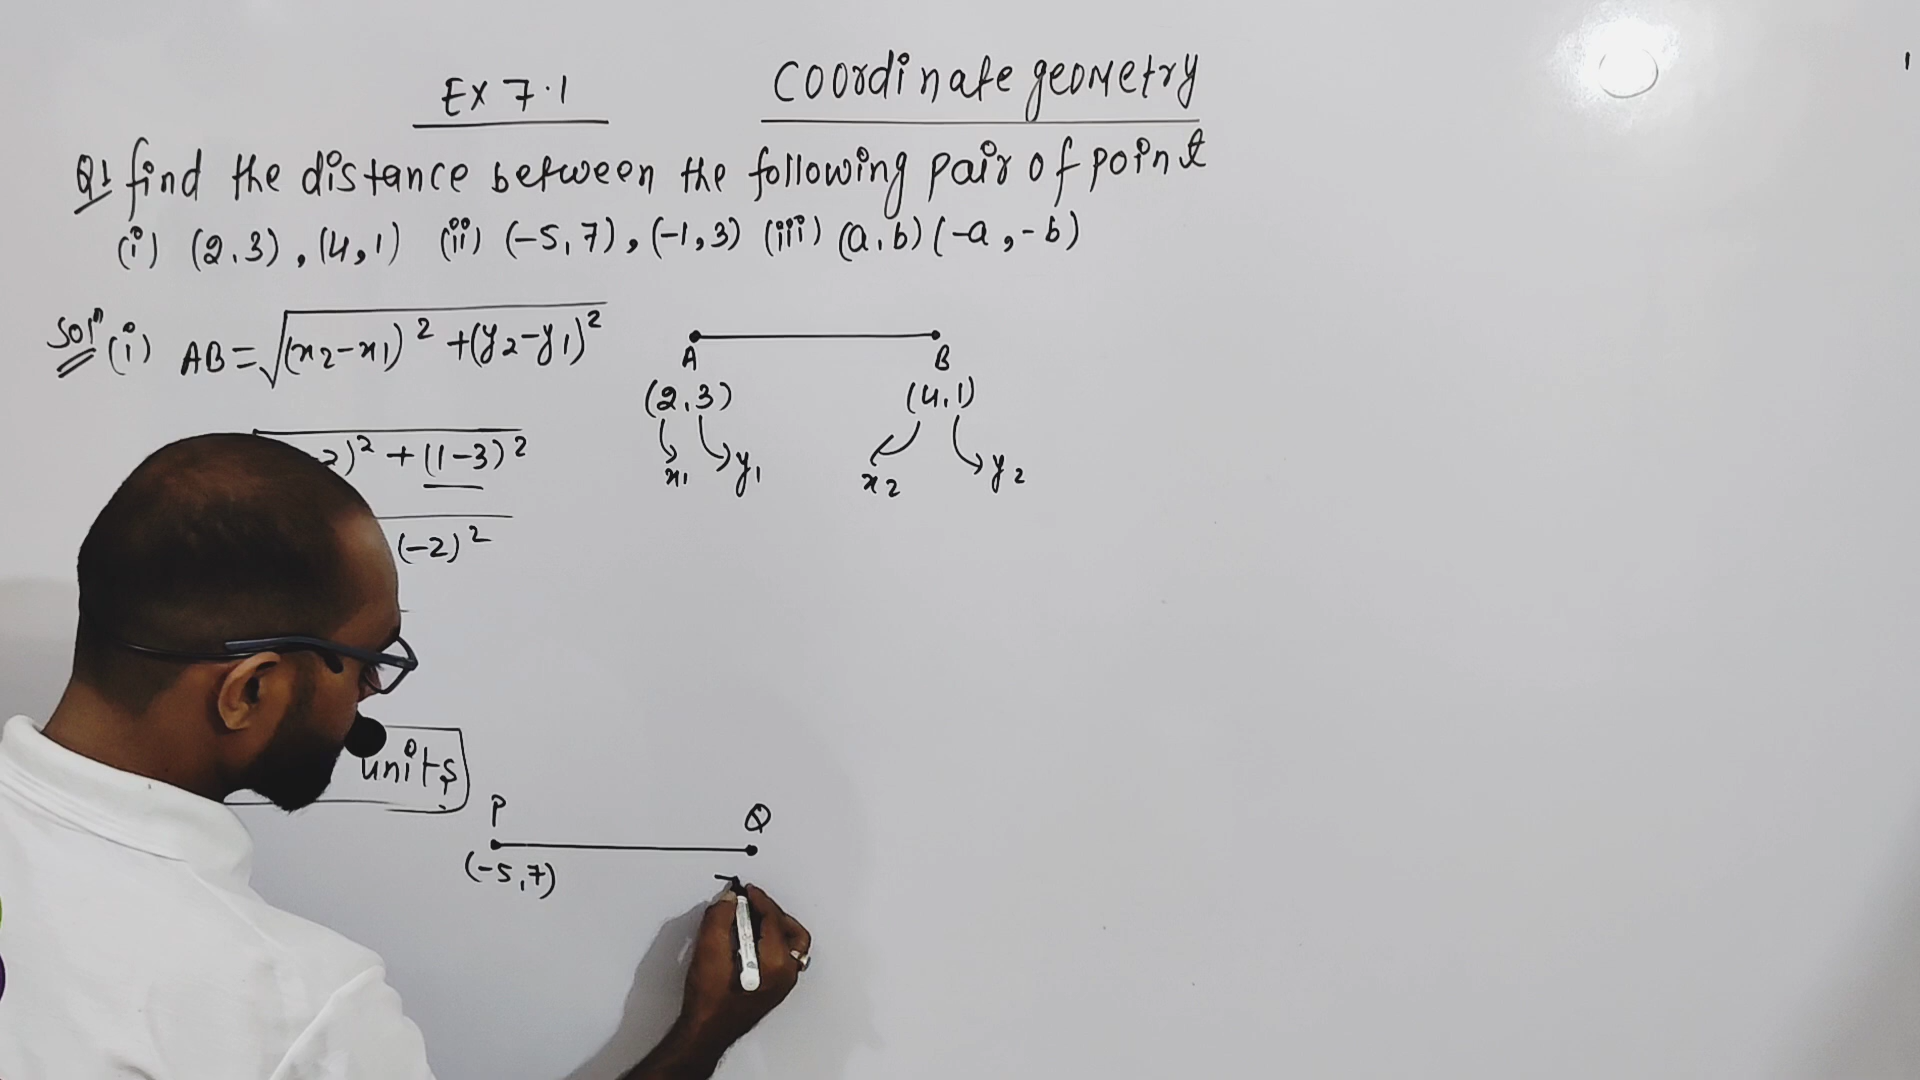 Ex 7.1 Coordinate geometry
Q1 find the distance between the following pair of point
(i) (2,3), (4,1) (ii) (-5,7), (-1,3) (iii) (a,b) (-a,-b)
Solⁿ (i) AB = √(x₂-x₁)² + (y₂-y₁)²
A B
(2,3) (4,1)
x₁ y₁ x₂ y₂
2)² + (1-3)²
(-2)²
units
P Q
(-5,7)